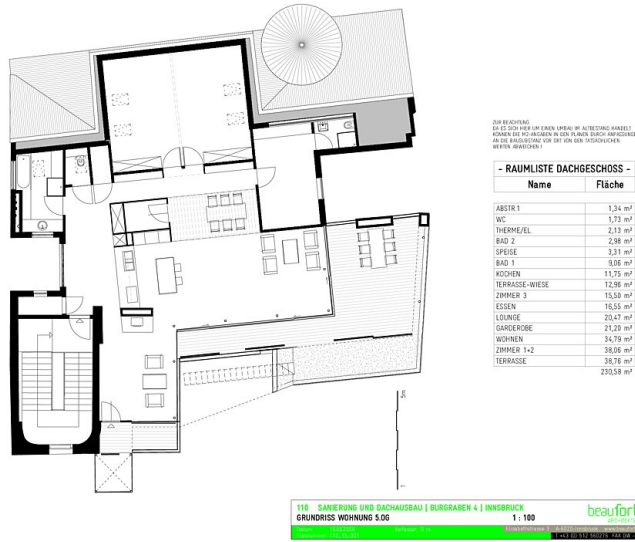 ZUR BEACHTUNG
DA ES SICH HIER UM EINEN UMBAU IM ALTBESTAND HANDELT
KÖNNEN DIE M2-ANGABEN IN DEN PLÄNEN DURCH ANPASSUNGEN
AN DIE BAUSUBSTANZ VOR ORT VON DEN TATSÄCHLICHEN
WERTEN ABWEICHEN !
- RAUMLISTE DACHGESCHOSS -
Name Fläche
ABSTR.1 1,34 m²
WC 1,73 m²
THERME/EL. 2,13 m²
BAD 2 2,98 m²
SPEISE 3,31 m²
BAD 1 9,06 m²
KOCHEN 11,75 m²
TERRASSE-WIESE 12,96 m²
ZIMMER 3 15,50 m²
ESSEN 16,55 m²
LOUNGE 20,47 m²
GARDEROBE 21,20 m²
WOHNEN 34,79 m²
ZIMMER 1+2 38,06 m²
TERRASSE 38,76 m²
230,58 m²
5m
1
110 SANIERUNG UND DACHAUSBAU | BURGRABEN 4 | INNSBRUCK
GRUNDRISS WOHNUNG 5.OG 1 : 100
beaufort